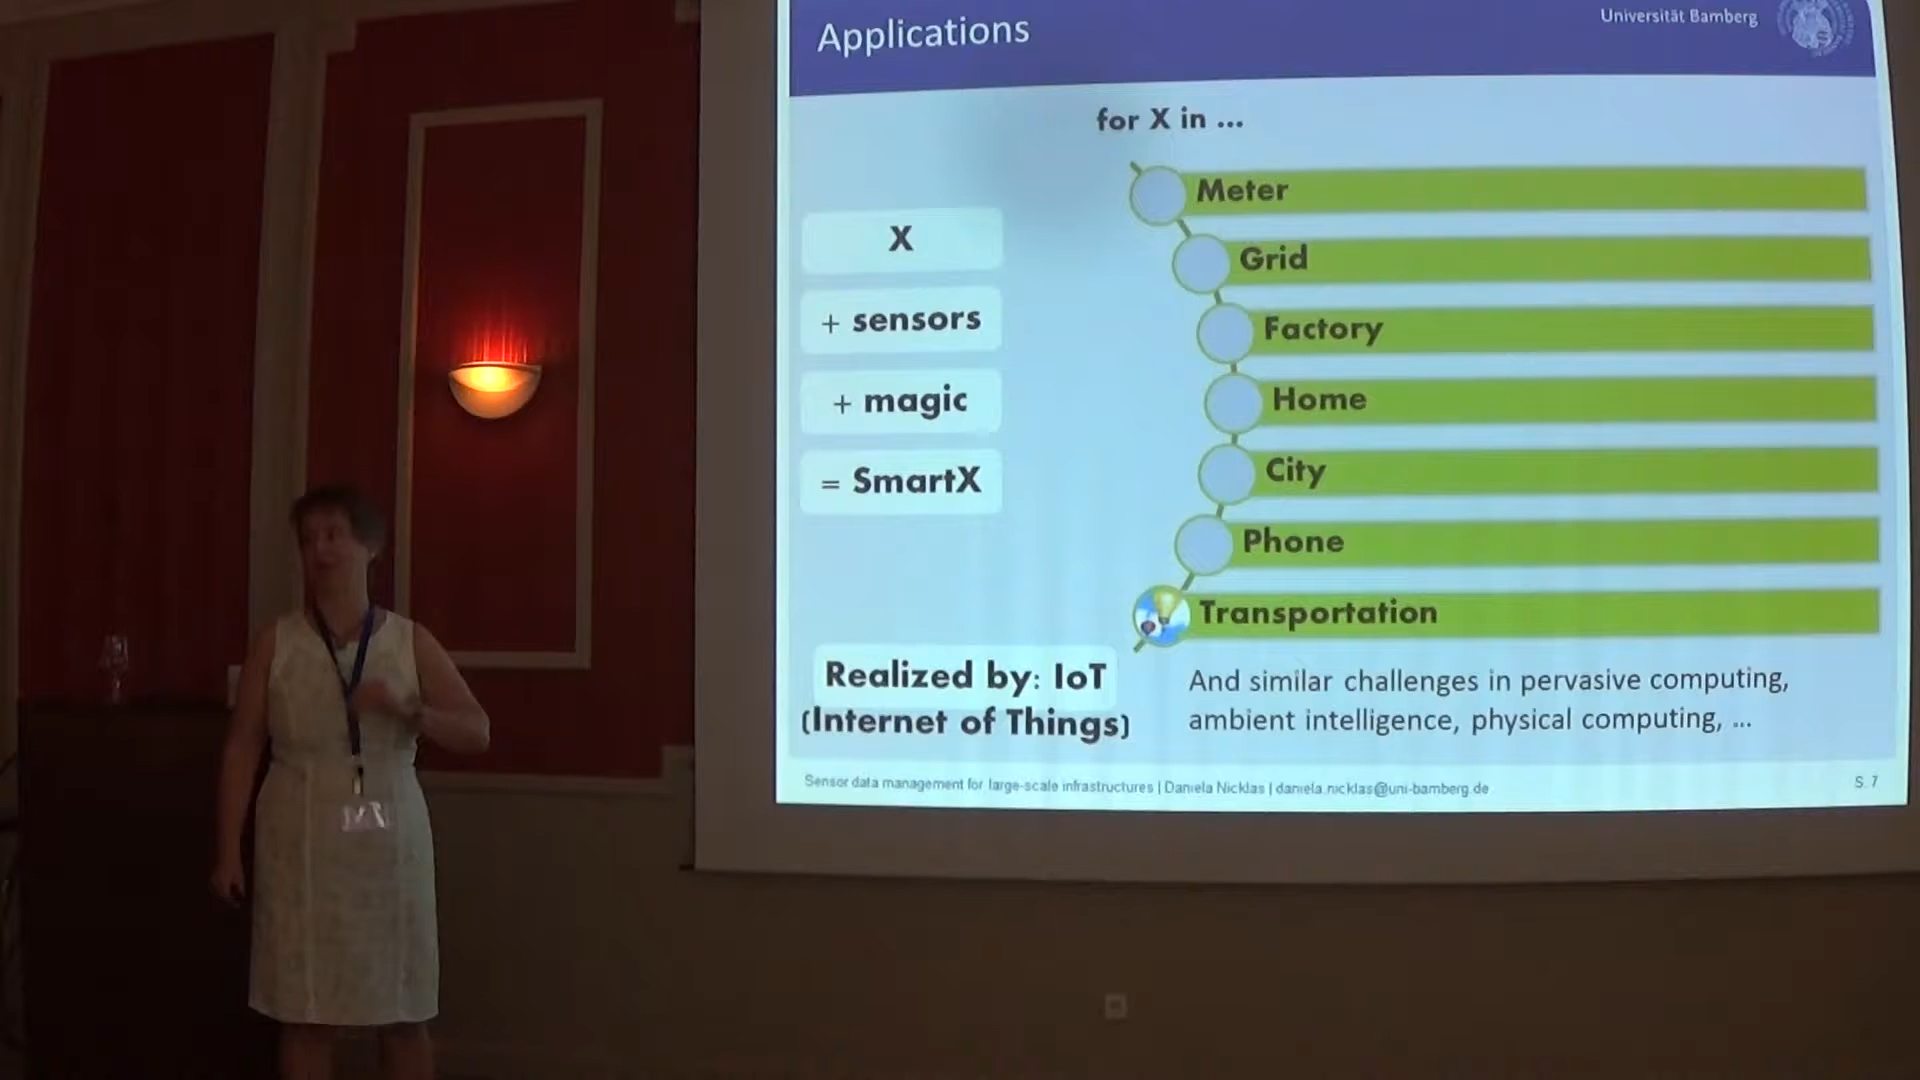 Applications
Universität Bamberg
for X in ...
X
+ sensors
+ magic
= SmartX
Meter
Grid
Factory
Home
City
Phone
Transportation
Realized by: IoT
(Internet of Things)
And similar challenges in pervasive computing,
ambient intelligence, physical computing, ...
Sensor data management for large-scale infrastructures | Daniela Nicklas | daniela.nicklas@uni-bamberg.de
S. 7